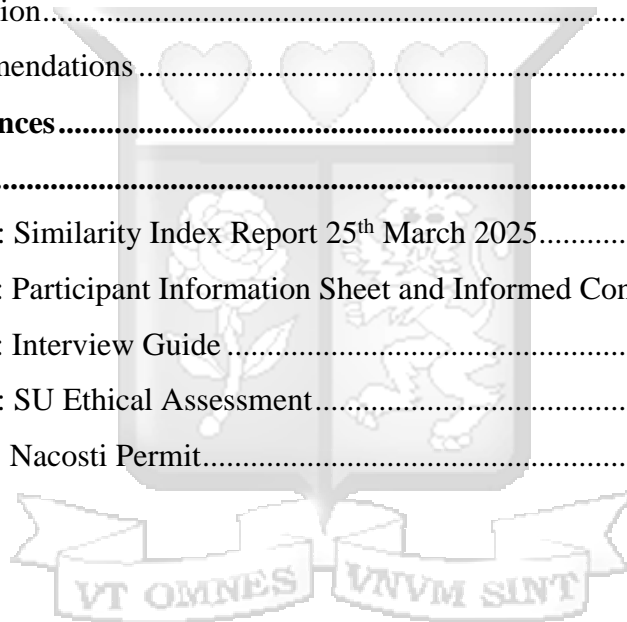 ion..........................................................................
mendations..........................................................................
nces..........................................................................
..........................................................................
: Similarity Index Report 25th March 2025..............
: Participant Information Sheet and Informed Con
: Interview Guide..........................................................
: SU Ethical Assessment..............................................
Nacosti Permit..............................................................
VT OMNES VNVM SINT